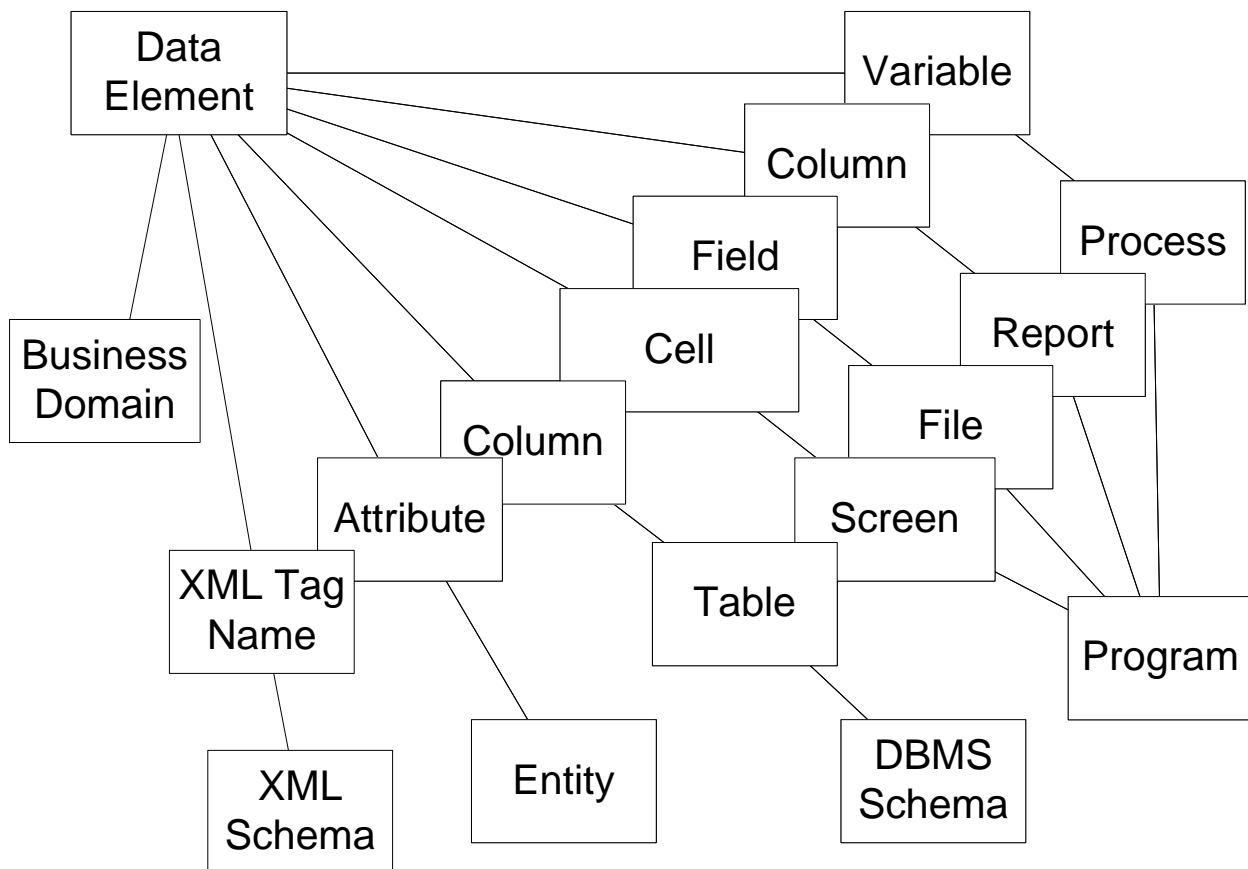 Data
Element
Variable
Column
Process
Field
Report
Cell
Business
Domain
File
Column
Attribute
Screen
XML Tag
Name
Table
Program
XML
Schema
Entity
DBMS
Schema